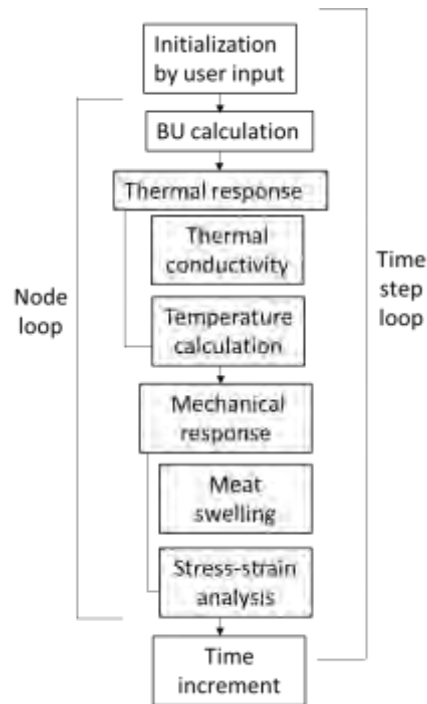 Initialization
by user input
BU calculation
Thermal response
Thermal
conductivity
Temperature
calculation
Mechanical
response
Meat
swelling
Stress-strain
analysis
Time
increment
Node
loop
Time
step
loop